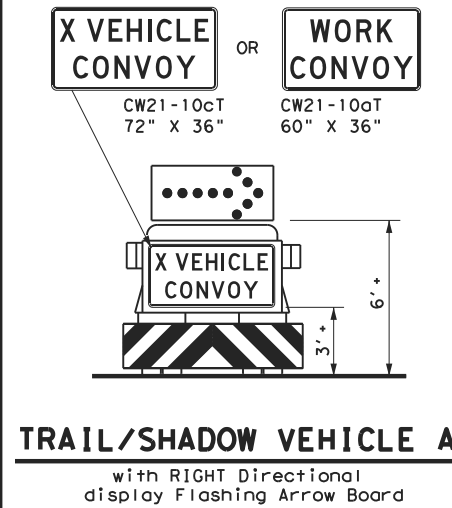 X VEHICLE
CONVOY
OR
WORK
CONVOY
CW21-10cT
72" X 36"
CW21-10aT
60" X 36"
X VEHICLE
CONVOY
6' +
3' +
TRAIL/SHADOW VEHICLE A
with RIGHT Directional
display Flashing Arrow Board